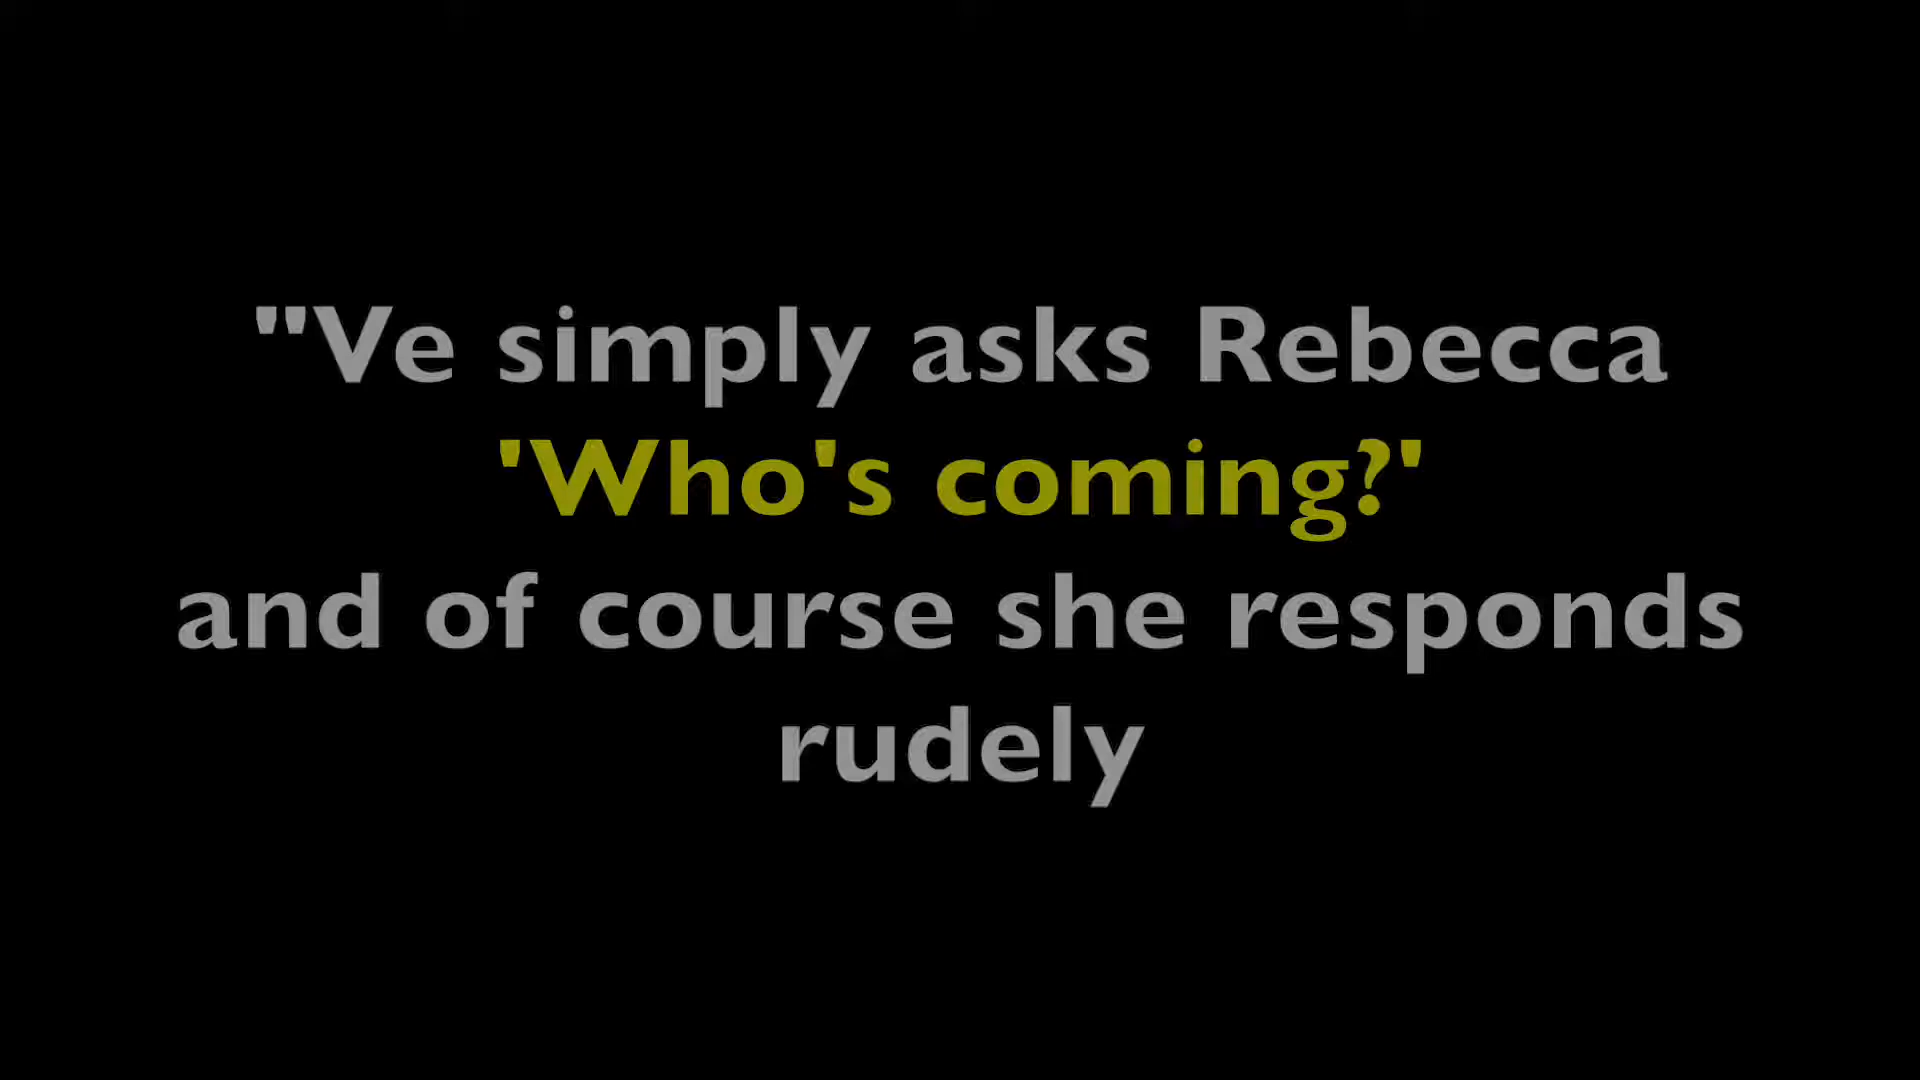 "Ve simply asks Rebecca
'Who's coming?'
and of course she responds
rudely